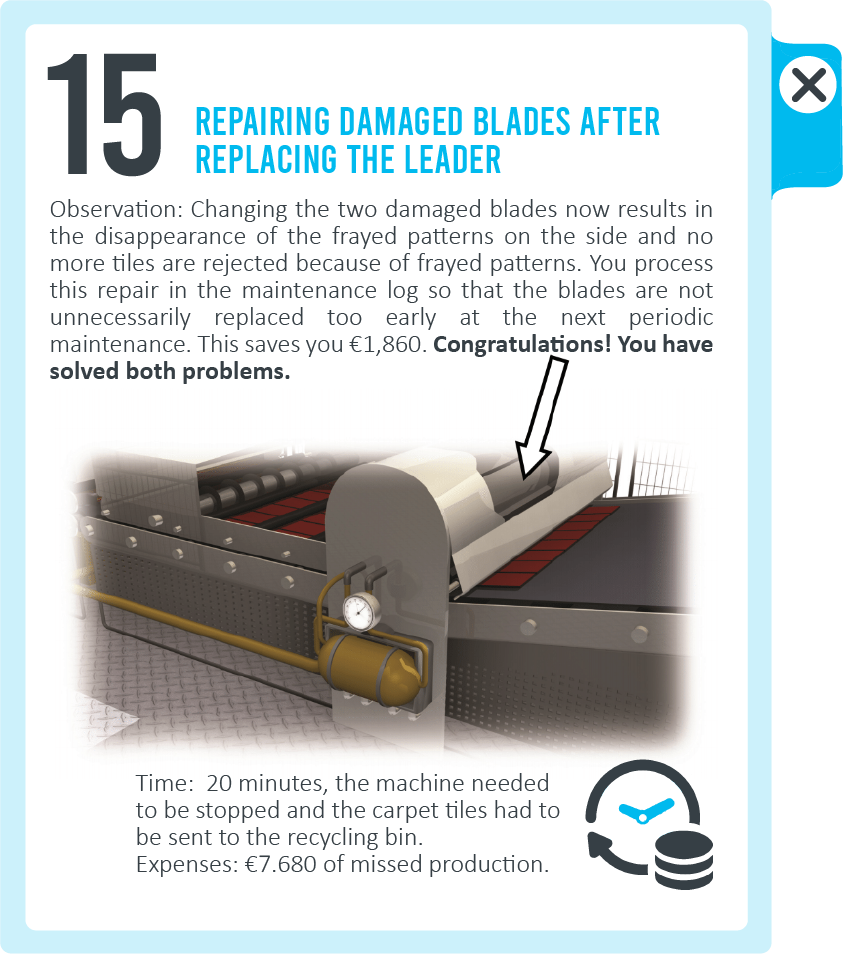 15
REPAIRING DAMAGED BLADES AFTER
REPLACING THE LEADER
Observation: Changing the two damaged blades now results in
the disappearance of the frayed patterns on the side and no
more tiles are rejected because of frayed patterns. You process
this repair in the maintenance log so that the blades are not
unnecessarily replaced too early at the next periodic
maintenance. This saves you €1,860. Congratulations! You have
solved both problems.
Time:  20 minutes, the machine needed
to be stopped and the carpet tiles had to
be sent to the recycling bin.
Expenses: €7.680 of missed production.